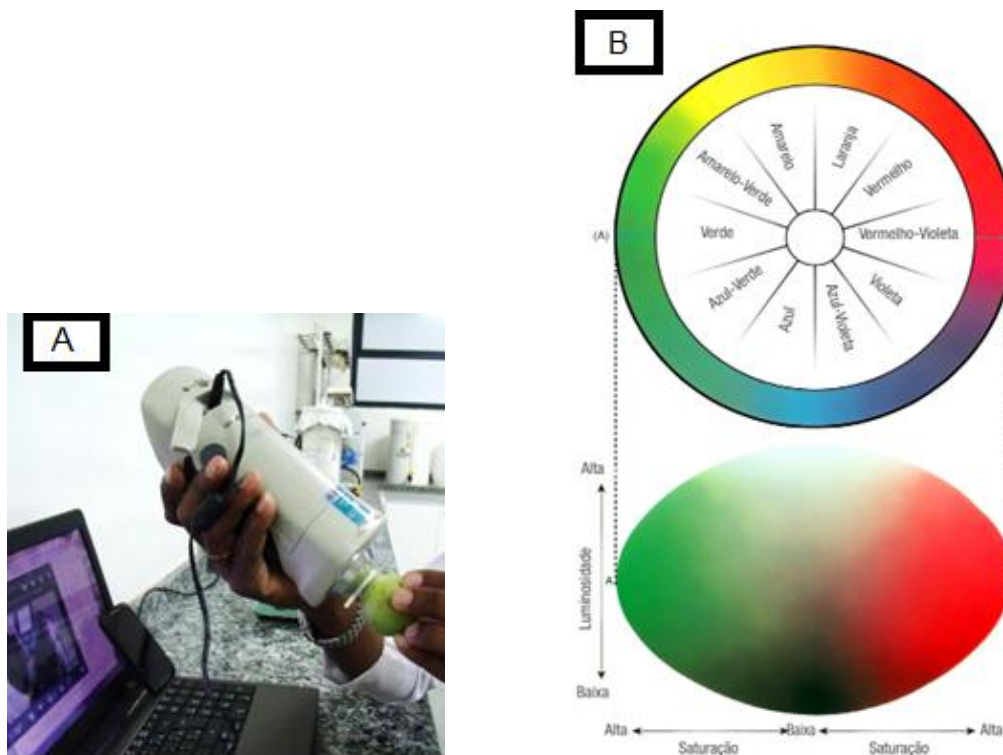 A
B
Amarelo
Laranja
Amarelo-Verde
Vermelho
(A)
Verde
Vermelho-Violeta
Azul-Verde
Violeta
Azul
Azul-Violeta
Alta
Luminosidade
A
Baixa
Alta
Baixa
Alta
Saturação
Saturação